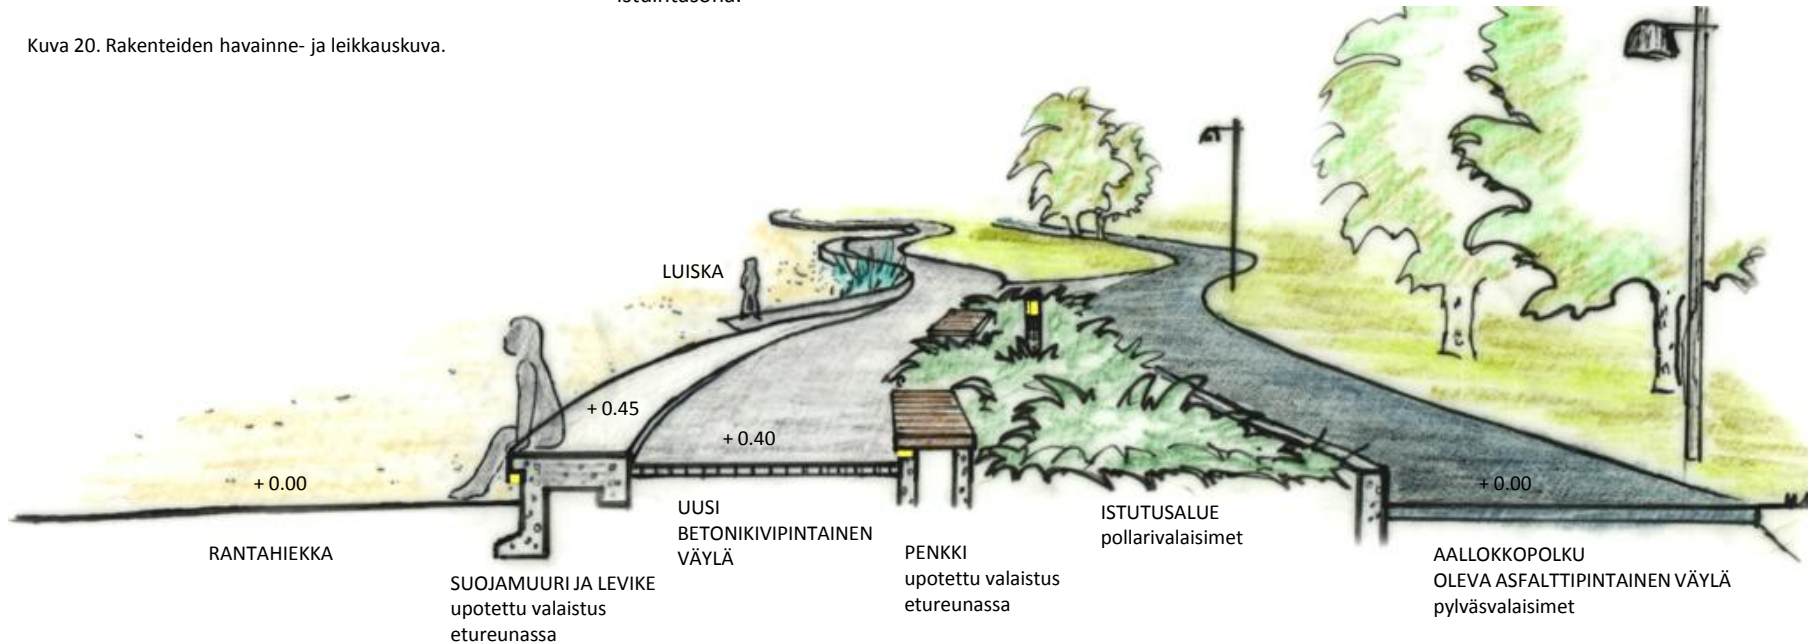 Kuva 20. Rakenteiden havainne- ja leikkauskuva.
LUISKA
+ 0.45
+ 0.40
+ 0.00
+ 0.00
RANTAHIEKKA
SUOJAMUURI JA LEVIKE
upotettu valaistus
etureunassa
UUSI
BETONIKIVIPINTAINEN
VÄYLÄ
PENKKI
upotettu valaistus
etureunassa
ISTUTUSALUE
pollarivalaisimet
AALLOKKOPOLKU
OLEVA ASFALTTIPINTAINEN VÄYLÄ
pylväsvalaisimet